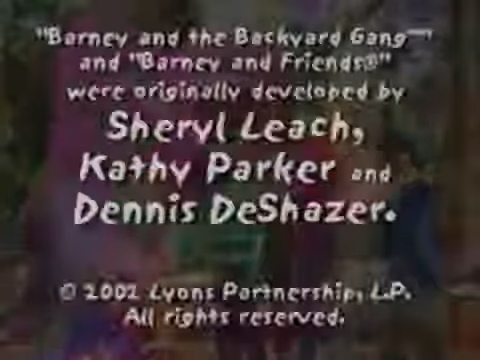 "Barney and the Backyard Gang™"
and "Barney and Friends®"
were originally developed by
Sheryl Leach,
Kathy Parker and
Dennis DeShazer.
© 2002 Lyons Partnership, L.P.
All rights reserved.